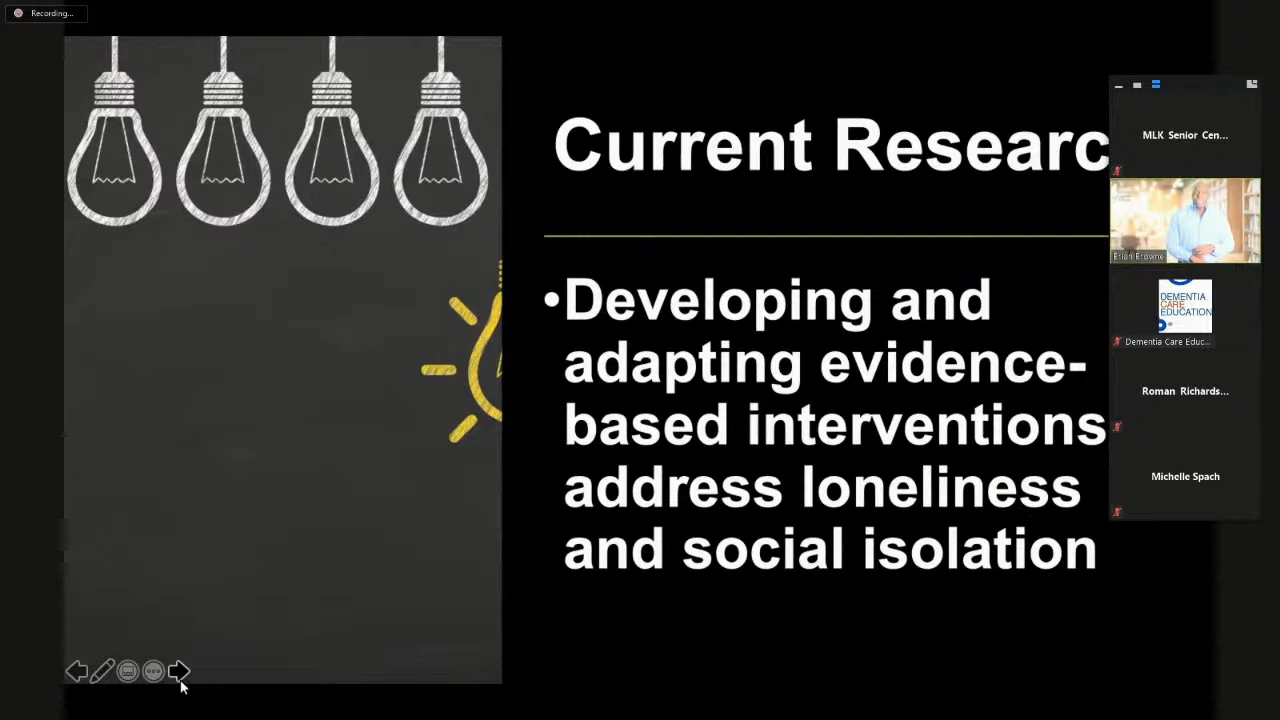 Recording...
Current Researc
•Developing and
adapting evidence-
based interventions
address loneliness
and social isolation
MLK Senior Cen...
Brian Browne
DEMENTIA
CARE
EDUCATION
Dementia Care Educ...
Roman Richards...
Michelle Spach